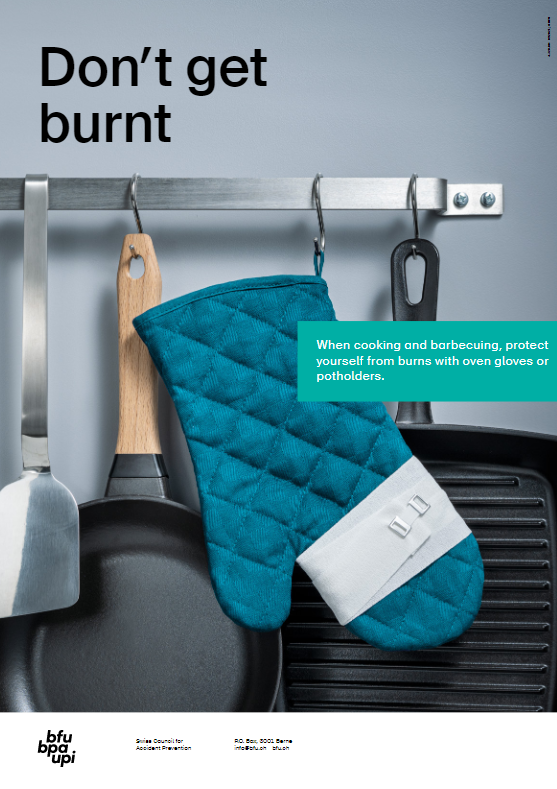 Don’t get
burnt
When cooking and barbecuing, protect
yourself from burns with oven gloves or
potholders.
bfu
bpa
upi
Swiss Council for
Accident Prevention
P.O. Box, 3001 Berne
info@bfu.ch bfu.ch